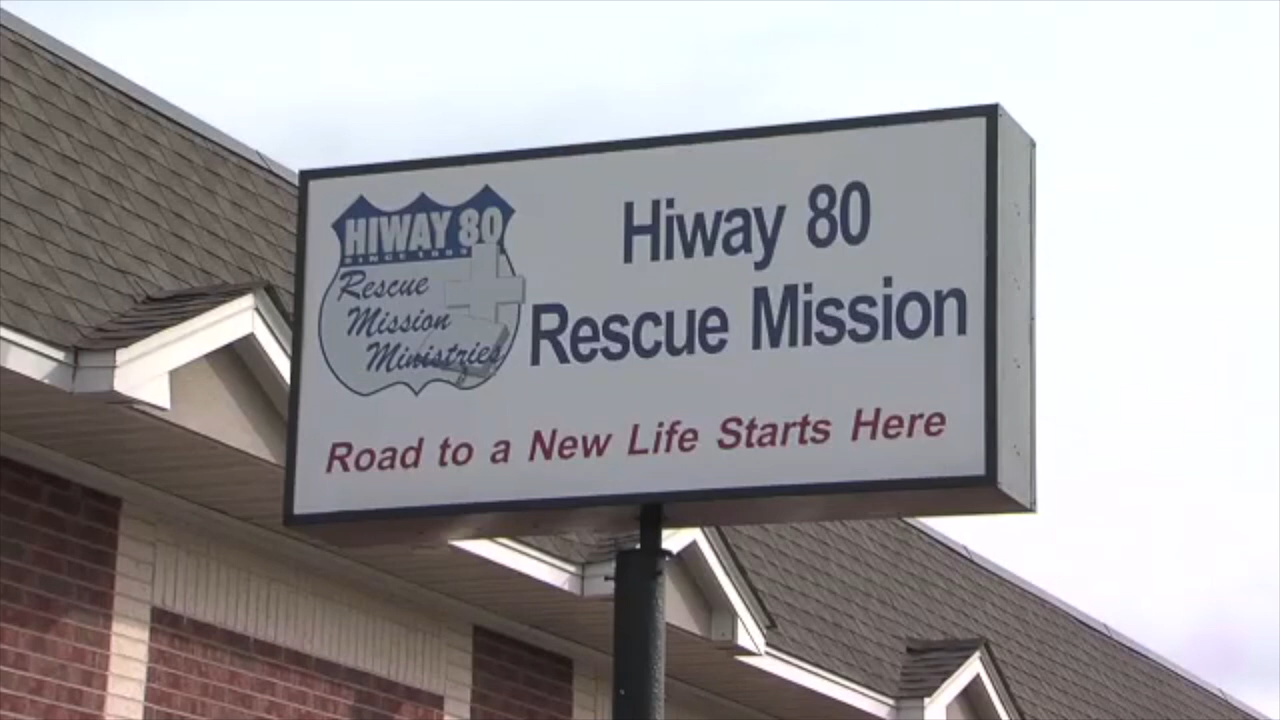 HIWAY 80
Rescue
Mission
Ministries
Hiway 80
Rescue Mission
Road to a New Life Starts Here